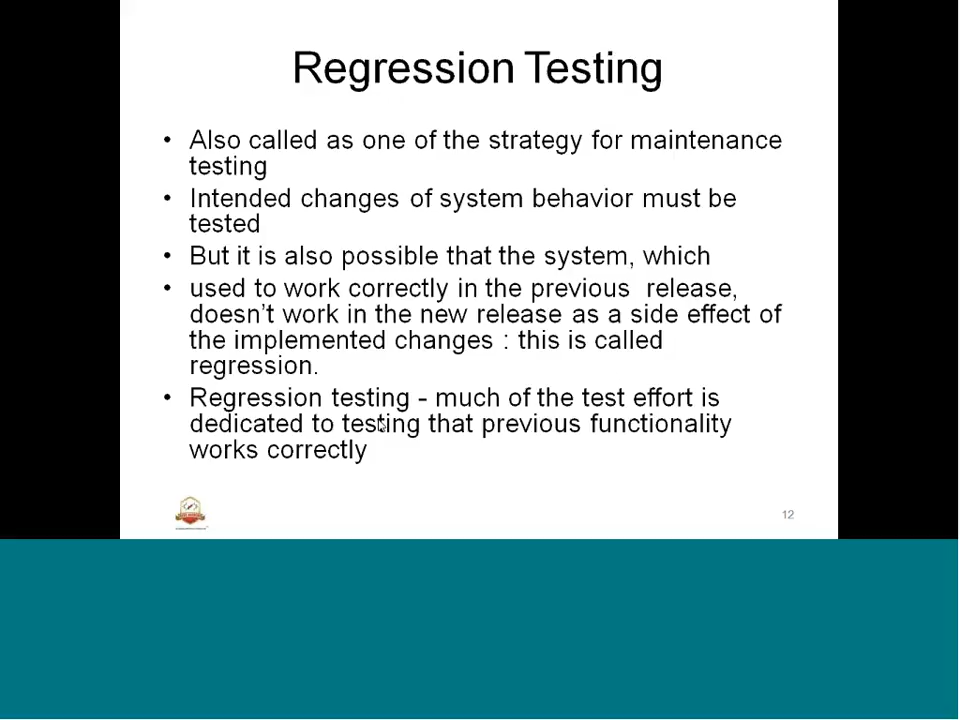 Regression Testing
• Also called as one of the strategy for maintenance
testing
• Intended changes of system behavior must be
tested
• But it is also possible that the system, which
• used to work correctly in the previous release,
doesn't work in the new release as a side effect of
the implemented changes : this is called
regression.
• Regression testing - much of the test effort is
dedicated to testing that previous functionality
works correctly
12